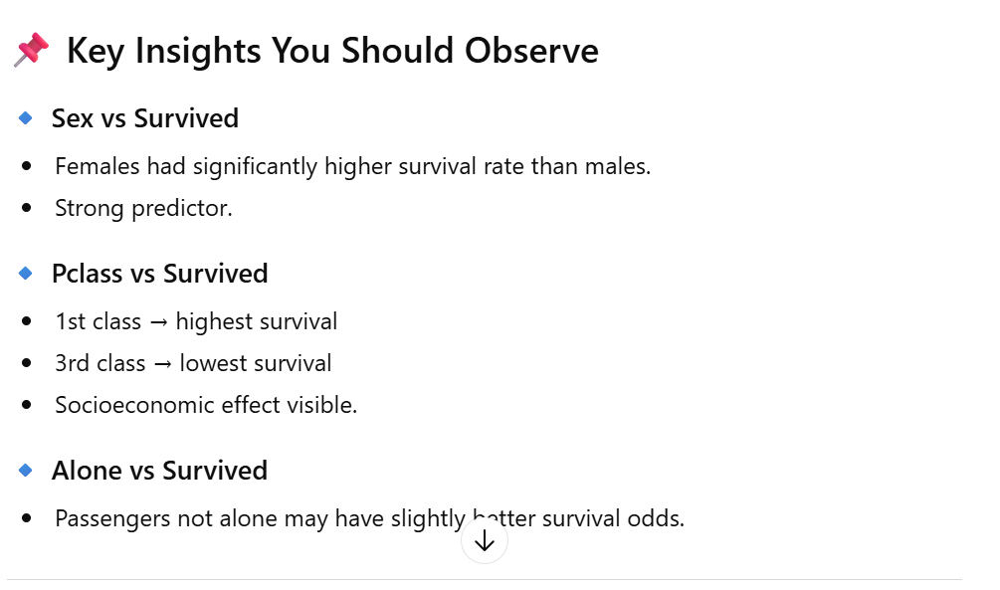 Key Insights You Should Observe
Sex vs Survived
Females had significantly higher survival rate than males.
Strong predictor.
Pclass vs Survived
1st class → highest survival
3rd class → lowest survival
Socioeconomic effect visible.
Alone vs Survived
Passengers not alone may have slightly better survival odds.